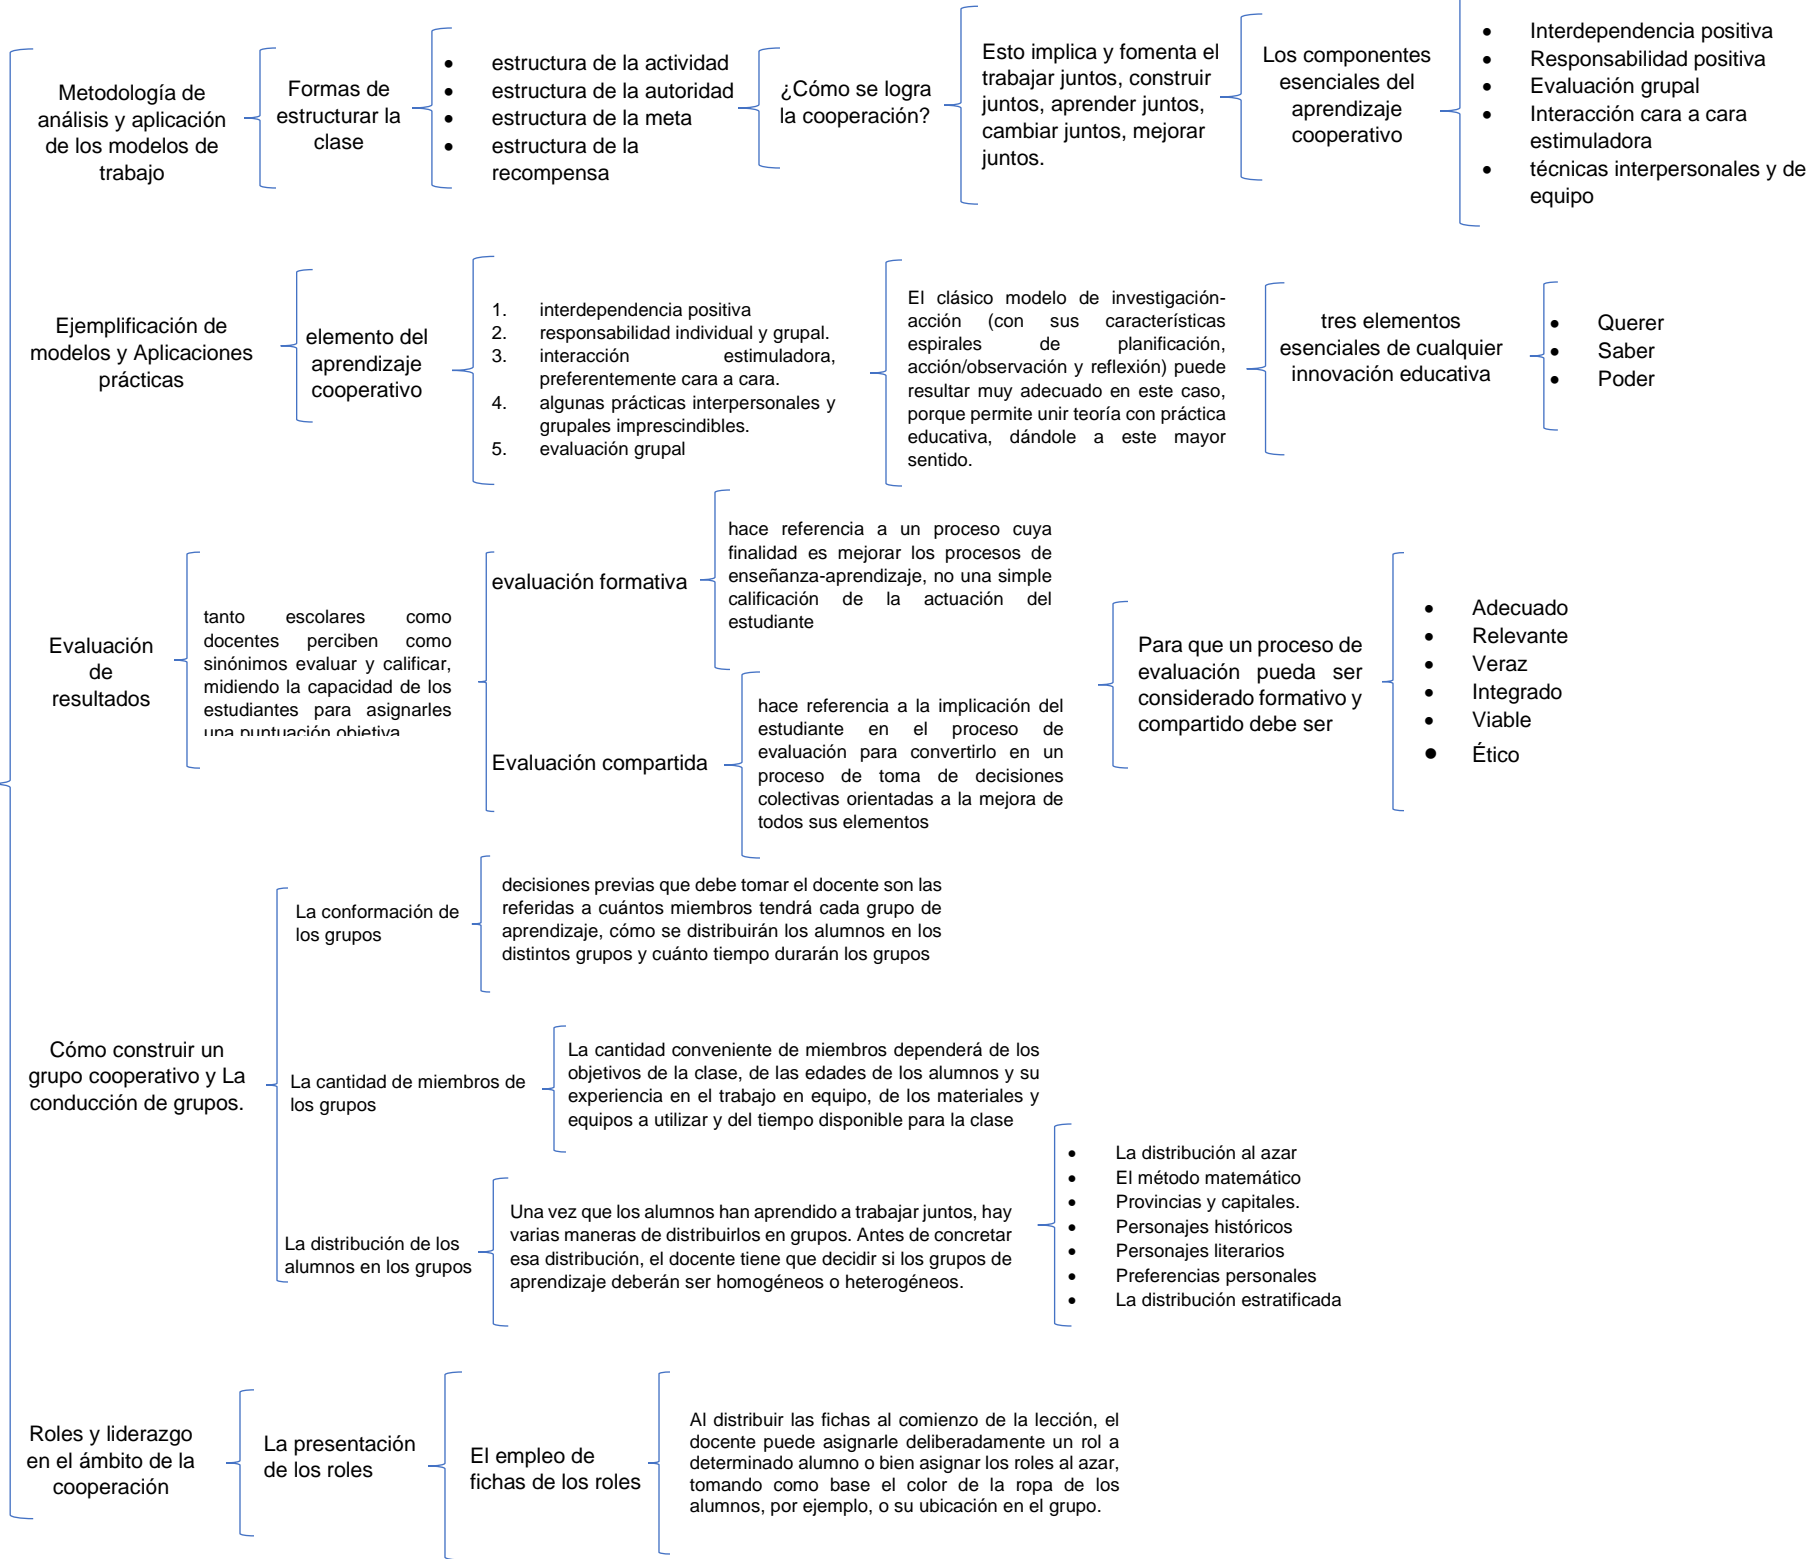 Metodología de
análisis y aplicación
de los modelos de
trabajo
Formas de
estructurar la
clase
• estructura de la actividad
• estructura de la autoridad
• estructura de la meta
• estructura de la
recompensa
¿Cómo se logra
la cooperación?
Esto implica y fomenta el
trabajar juntos, construir
juntos, aprender juntos,
cambiar juntos, mejorar
juntos.
Los componentes
esenciales del
aprendizaje
cooperativo
• Interdependencia positiva
• Responsabilidad positiva
• Evaluación grupal
• Interacción cara a cara
estimuladora
• técnicas interpersonales y de
equipo
Ejemplificación de
modelos y Aplicaciones
prácticas
elemento del
aprendizaje
cooperativo
1. interdependencia positiva
2. responsabilidad individual y grupal.
3. interacción estimuladora,
preferentemente cara a cara.
4. algunas prácticas interpersonales y
grupales imprescindibles.
5. evaluación grupal
El clásico modelo de investigación-
acción (con sus características
espirales de planificación,
acción/observación y reflexión) puede
resultar muy adecuado en este caso,
porque permite unir teoría con práctica
educativa, dándole a este mayor
sentido.
tres elementos
esenciales de cualquier
innovación educativa
• Querer
• Saber
• Poder
Evaluación
de
resultados
tanto escolares como
docentes perciben como
sinónimos evaluar y calificar,
midiendo la capacidad de los
estudiantes para asignarles
una puntuación objetiva
evaluación formativa
hace referencia a un proceso cuya
finalidad es mejorar los procesos de
enseñanza-aprendizaje, no una simple
calificación de la actuación del
estudiante
Evaluación compartida
hace referencia a la implicación del
estudiante en el proceso de
evaluación para convertirlo en un
proceso de toma de decisiones
colectivas orientadas a la mejora de
todos sus elementos
Para que un proceso de
evaluación pueda ser
considerado formativo y
compartido debe ser
• Adecuado
• Relevante
• Veraz
• Integrado
• Viable
• Ético
Cómo construir un
grupo cooperativo y La
conducción de grupos.
La conformación de
los grupos
decisiones previas que debe tomar el docente son las
referidas a cuántos miembros tendrá cada grupo de
aprendizaje, cómo se distribuirán los alumnos en los
distintos grupos y cuánto tiempo durarán los grupos
La cantidad de miembros de
los grupos
La cantidad conveniente de miembros dependerá de los
objetivos de la clase, de las edades de los alumnos y su
experiencia en el trabajo en equipo, de los materiales y
equipos a utilizar y del tiempo disponible para la clase
La distribución de los
alumnos en los grupos
Una vez que los alumnos han aprendido a trabajar juntos, hay
varias maneras de distribuirlos en grupos. Antes de concretar
esa distribución, el docente tiene que decidir si los grupos de
aprendizaje deberán ser homogéneos o heterogéneos.
• La distribución al azar
• El método matemático
• Provincias y capitales.
• Personajes históricos
• Personajes literarios
• Preferencias personales
• La distribución estratificada
Roles y liderazgo
en el ámbito de la
cooperación
La presentación
de los roles
El empleo de
fichas de los roles
Al distribuir las fichas al comienzo de la lección, el
docente puede asignarle deliberadamente un rol a
determinado alumno o bien asignar los roles al azar,
tomando como base el color de la ropa de los
alumnos, por ejemplo, o su ubicación en el grupo.